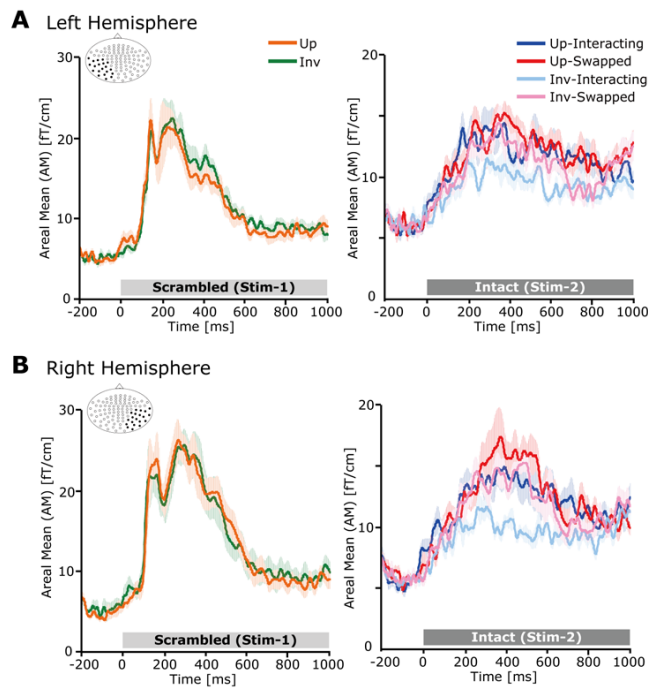 A Left Hemisphere
Up
Inv
Areal Mean (AM) [fT/cm]
30
20
10
0
Scrambled (Stim-1)
-200 0 200 400 600 800 1000
Time [ms]
Up-Interacting
Up-Swapped
Inv-Interacting
Inv-Swapped
Areal Mean (AM) [fT/cm]
20
10
0
Intact (Stim-2)
-200 0 200 400 600 800 1000
Time [ms]
B Right Hemisphere
Areal Mean (AM) [fT/cm]
30
20
10
0
Scrambled (Stim-1)
-200 0 200 400 600 800 1000
Time [ms]
Areal Mean (AM) [fT/cm]
20
10
0
Intact (Stim-2)
-200 0 200 400 600 800 1000
Time [ms]